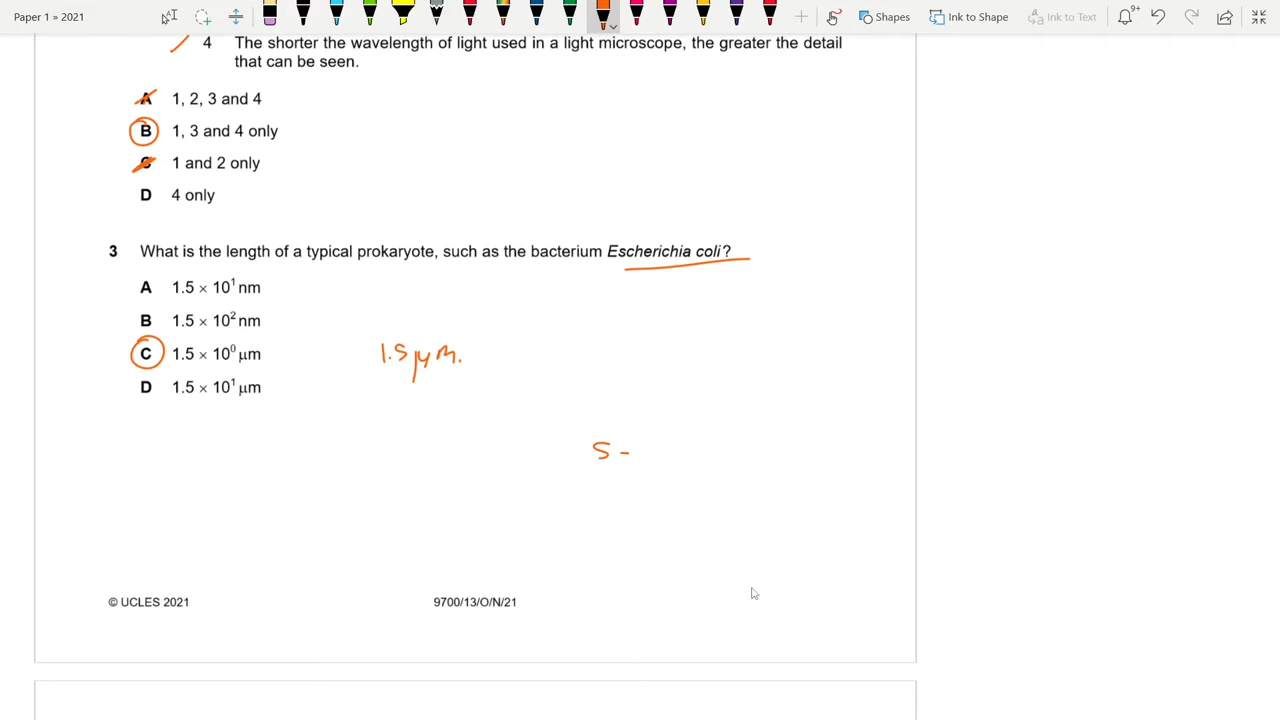 Paper 1 » 2021
Shapes
Ink to Shape
Ink to Text
9+
4 The shorter the wavelength of light used in a light microscope, the greater the detail
that can be seen.
A 1, 2, 3 and 4
B 1, 3 and 4 only
C 1 and 2 only
D 4 only
3 What is the length of a typical prokaryote, such as the bacterium Escherichia coli?
A 1.5 × 10¹ nm
B 1.5 × 10² nm
C 1.5 × 10⁰ μm
1.5 μm.
D 1.5 × 10¹ μm
5 -
© UCLES 2021
9700/13/O/N/21